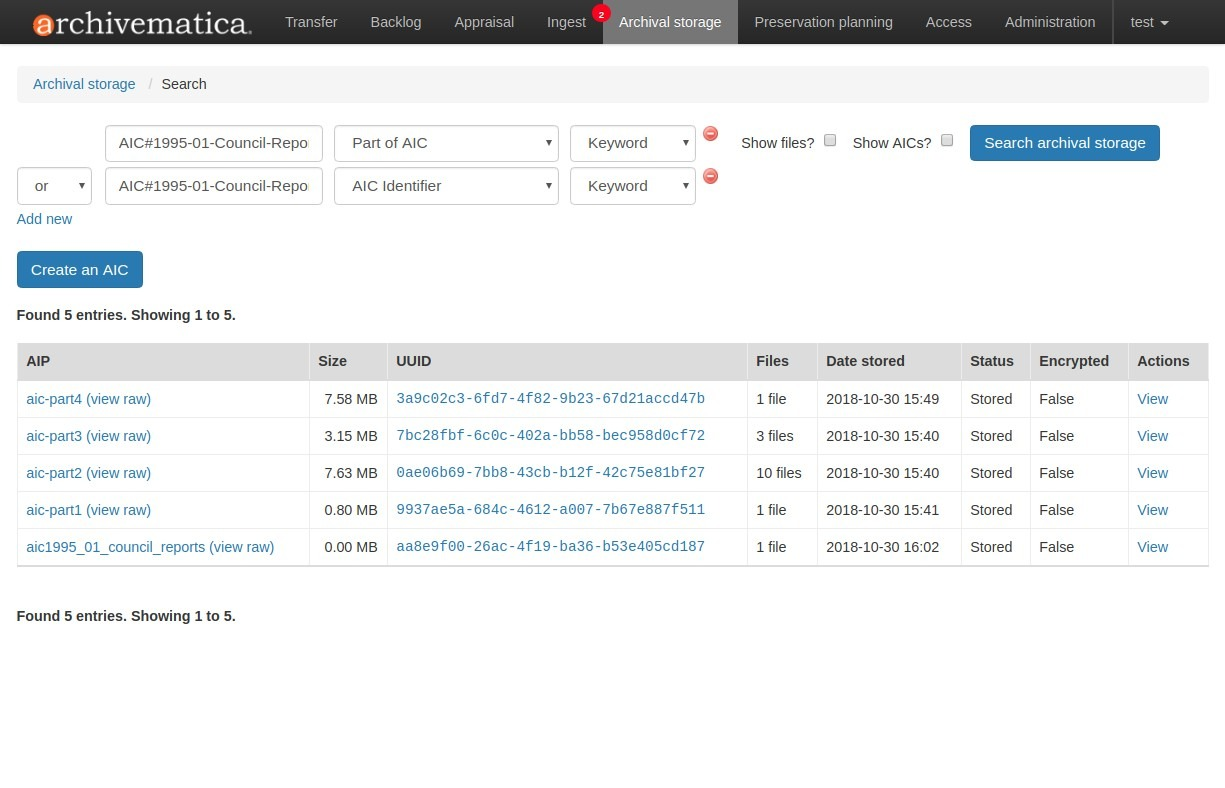 archivematica. Transfer Backlog Appraisal Ingest 2 Archival storage Preservation planning Access Administration test
Archival storage / Search
AIC#1995-01-Council-Repo Part of AIC Keyword Show files? Show AICs? Search archival storage
or AIC#1995-01-Council-Repo AIC Identifier Keyword
Add new
Create an AIC
Found 5 entries. Showing 1 to 5.
AIP Size UUID Files Date stored Status Encrypted Actions
aic-part4 (view raw) 7.58 MB 3a9c02c3-6fd7-4f82-9b23-67d21accd47b 1 file 2018-10-30 15:49 Stored False View
aic-part3 (view raw) 3.15 MB 7bc28fbf-6c0c-402a-bb58-bec958d0cf72 3 files 2018-10-30 15:40 Stored False View
aic-part2 (view raw) 7.63 MB 0ae06b69-7bb8-43cb-b12f-42c75e81bf27 10 files 2018-10-30 15:40 Stored False View
aic-part1 (view raw) 0.80 MB 9937ae5a-684c-4612-a007-7b67e887f511 1 file 2018-10-30 15:41 Stored False View
aic1995_01_council_reports (view raw) 0.00 MB aa8e9f00-26ac-4f19-ba36-b53e405cd187 1 file 2018-10-30 16:02 Stored False View
Found 5 entries. Showing 1 to 5.